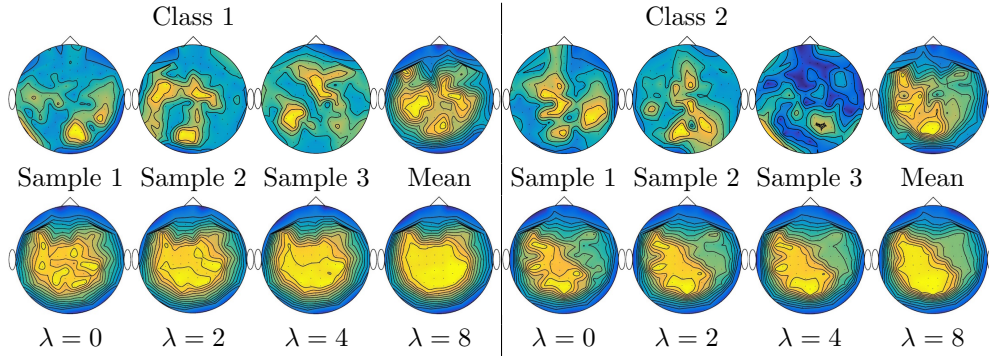 Class 1 Class 2
Sample 1 Sample 2 Sample 3 Mean Sample 1 Sample 2 Sample 3 Mean
λ = 0 λ = 2 λ = 4 λ = 8 λ = 0 λ = 2 λ = 4 λ = 8